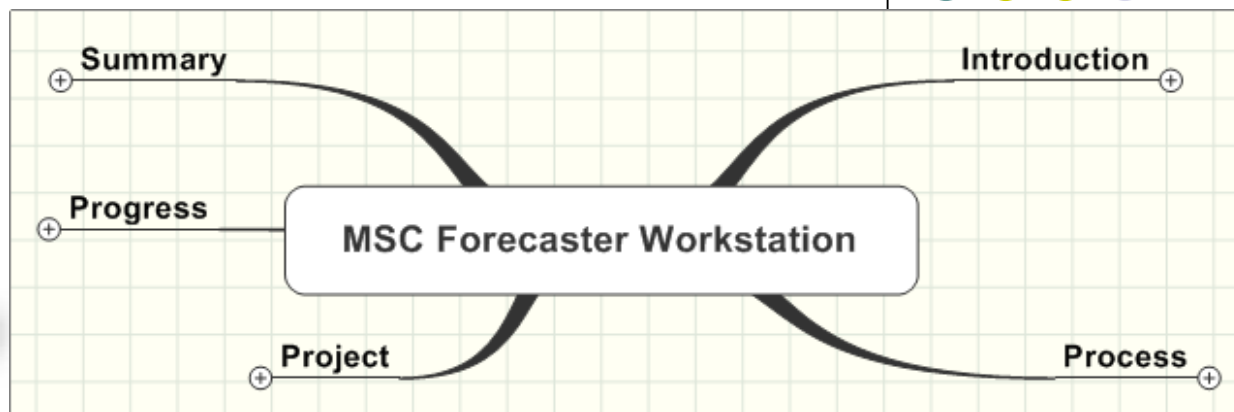 Summary
Introduction
Progress
MSC Forecaster Workstation
Project
Process